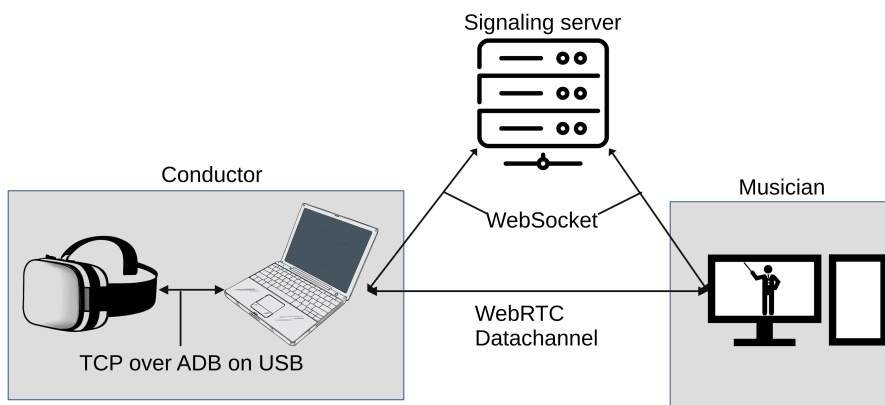 Signaling server
Conductor
Musician
WebSocket
WebRTC
Datachannel
TCP over ADB on USB